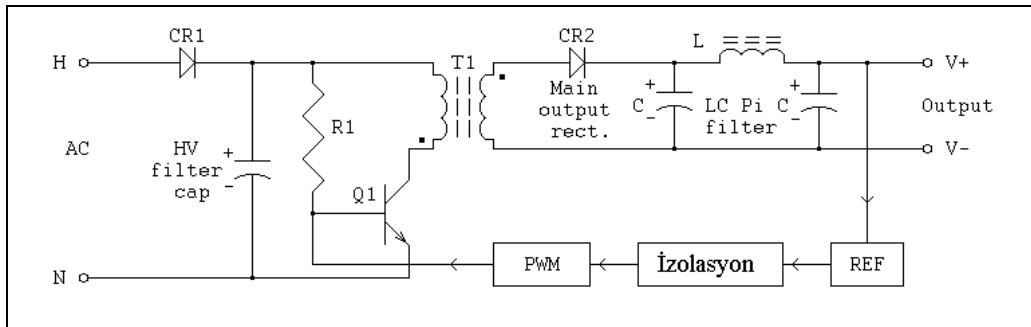 CR1
H
AC
N
HV
filter
cap
+
-
R1
Q1
T1
CR2
Main
output
rect.
+
C
-
L
LC Pi
filter
+
C
-
V+
Output
V-
PWM
İzolasyon
REF